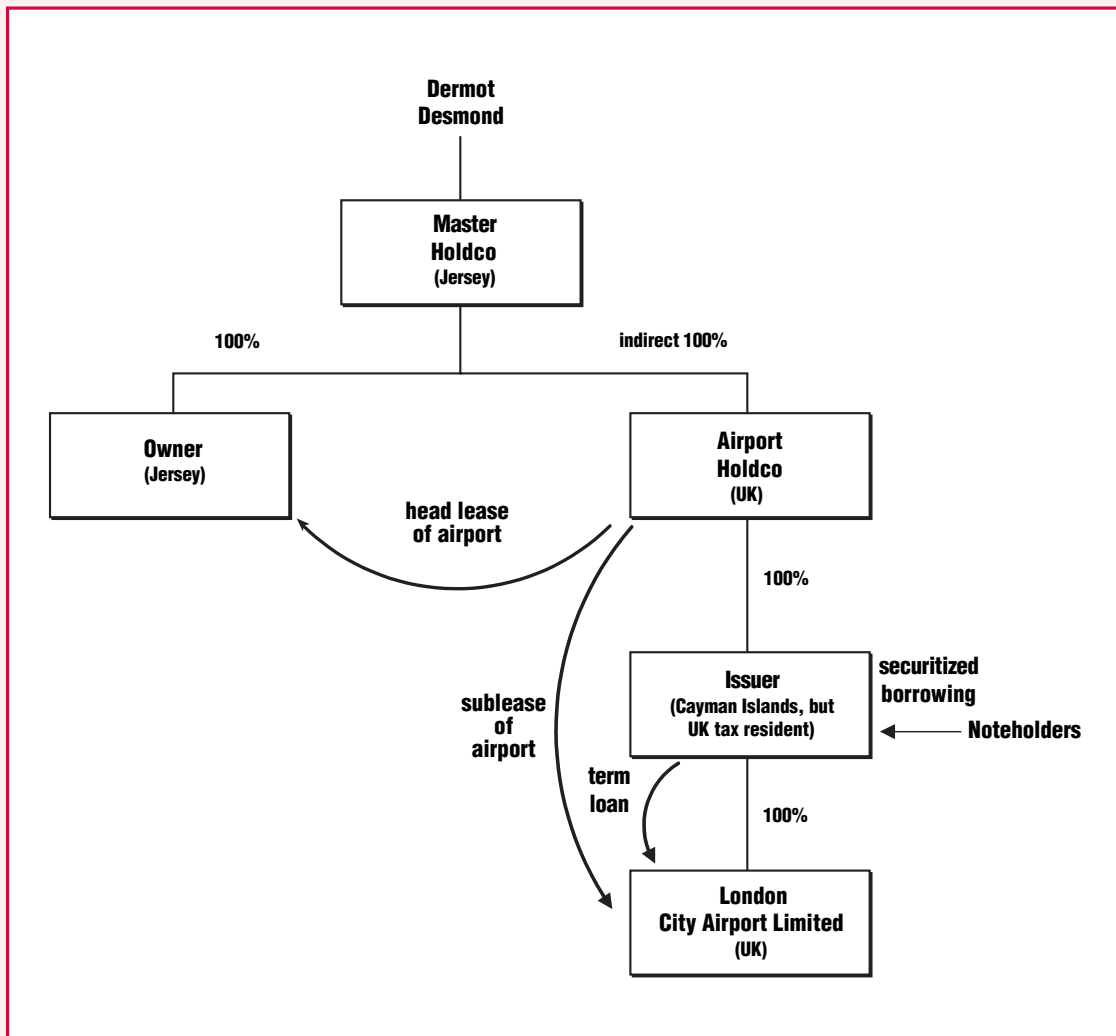 Dermot
Desmond
Master
Holdco
(Jersey)
100%
indirect 100%
Owner
(Jersey)
Airport
Holdco
(UK)
head lease
of airport
100%
Issuer
(Cayman Islands, but
UK tax resident)
securitized
borrowing
Noteholders
sublease
of
airport
term
loan
100%
London
City Airport Limited
(UK)